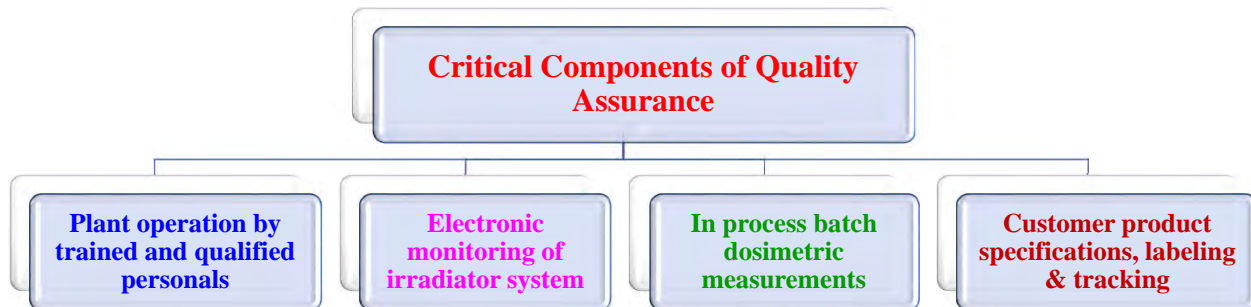 Critical Components of Quality
Assurance
Plant operation by
trained and qualified
personals
Electronic
monitoring of
irradiator system
In process batch
dosimetric
measurements
Customer product
specifications, labeling
& tracking